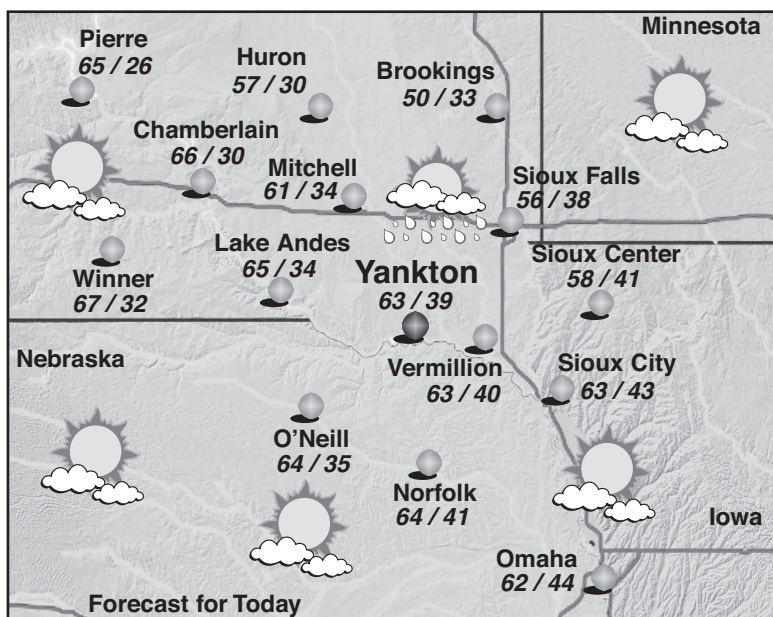 Pierre
65 / 26
Huron
57 / 30
Brookings
50 / 33
Minnesota
Chamberlain
66 / 30
Mitchell
61 / 34
Sioux Falls
56 / 38
Winner
67 / 32
Lake Andes
65 / 34
Yankton
63 / 39
Sioux Center
58 / 41
Nebraska
Vermillion
63 / 40
Sioux City
63 / 43
O’Neill
64 / 35
Norfolk
64 / 41
Iowa
Omaha
62 / 44
Forecast for Today